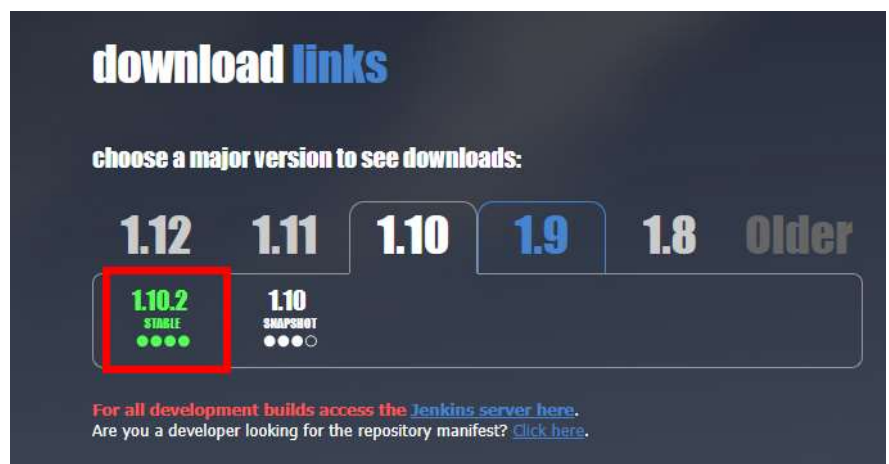 download links
choose a major version to see downloads:
1.12 1.11 1.10 1.9 1.8 Older
1.10.2 1.10
STABLE SNAPSHOT
For all development builds access the Jenkins server here.
Are you a developer looking for the repository manifest? Click here.